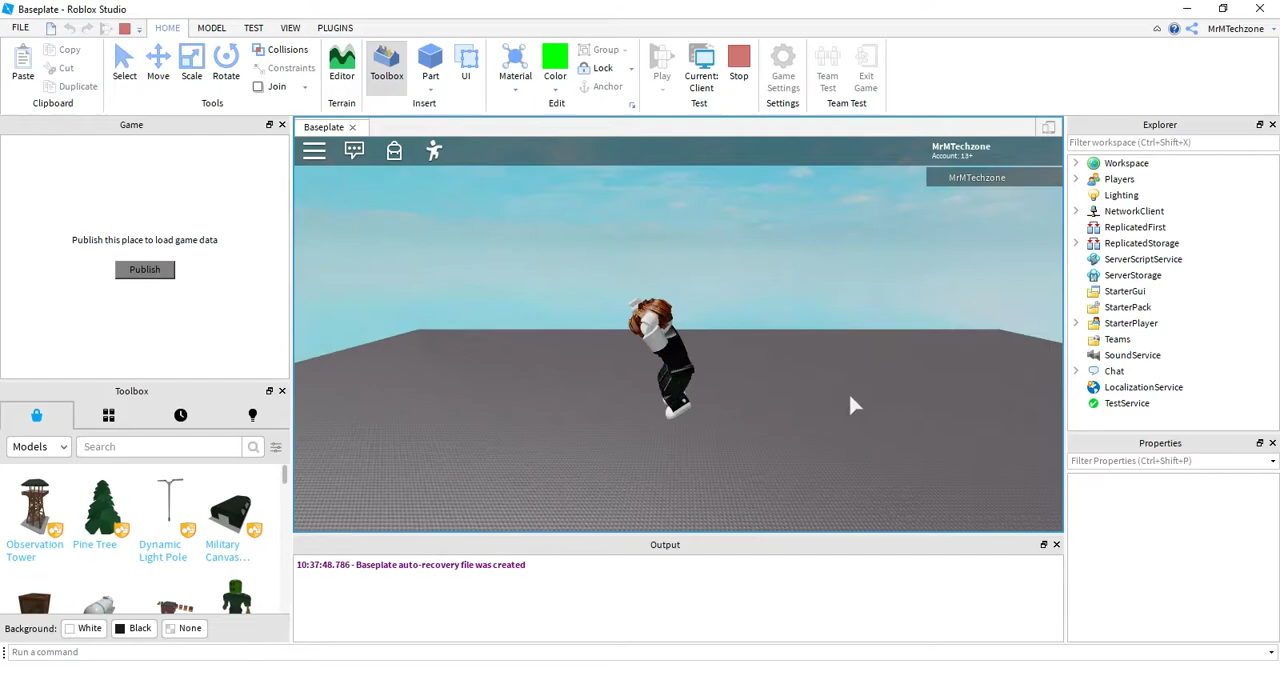 Baseplate - Roblox Studio
FILE HOME MODEL TEST VIEW PLUGINS MrMTechzone
Paste Copy Cut Duplicate
Clipboard
Select Move Scale Rotate Collisions Constraints Join
Tools
Editor
Terrain
Toolbox Part UI
Insert
Material Color Group Lock Anchor
Edit
Play Current: Client Stop
Test
Game Settings
Settings
Team Test Exit Game
Team Test
Game
Publish this place to load game data
Publish
Toolbox
Models Search
Observation Tower
Pine Tree
Dynamic Light Pole
Military Canvas...
Background: White Black None
Baseplate
MrMTechzone
Account: 13+
MrMTechzone
Output
10:37:48.786 - Baseplate auto-recovery file was created
Explorer
Filter workspace (Ctrl+Shift+X)
Workspace
Players
Lighting
NetworkClient
ReplicatedFirst
ReplicatedStorage
ServerScriptService
ServerStorage
StarterGui
StarterPack
StarterPlayer
Teams
SoundService
Chat
LocalizationService
TestService
Properties
Filter Properties (Ctrl+Shift+P)
Run a command